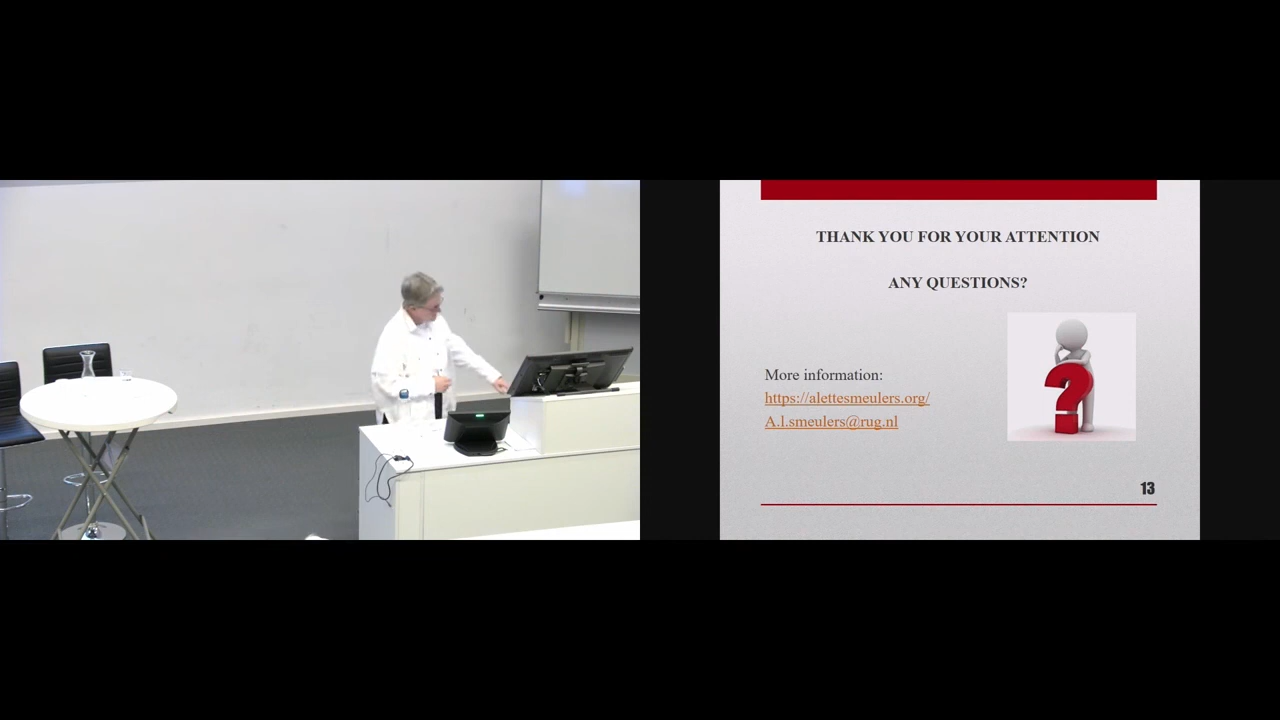 THANK YOU FOR YOUR ATTENTION
ANY QUESTIONS?
More information:
https://alettesmeulers.org/
A.l.smeulers@rug.nl
13